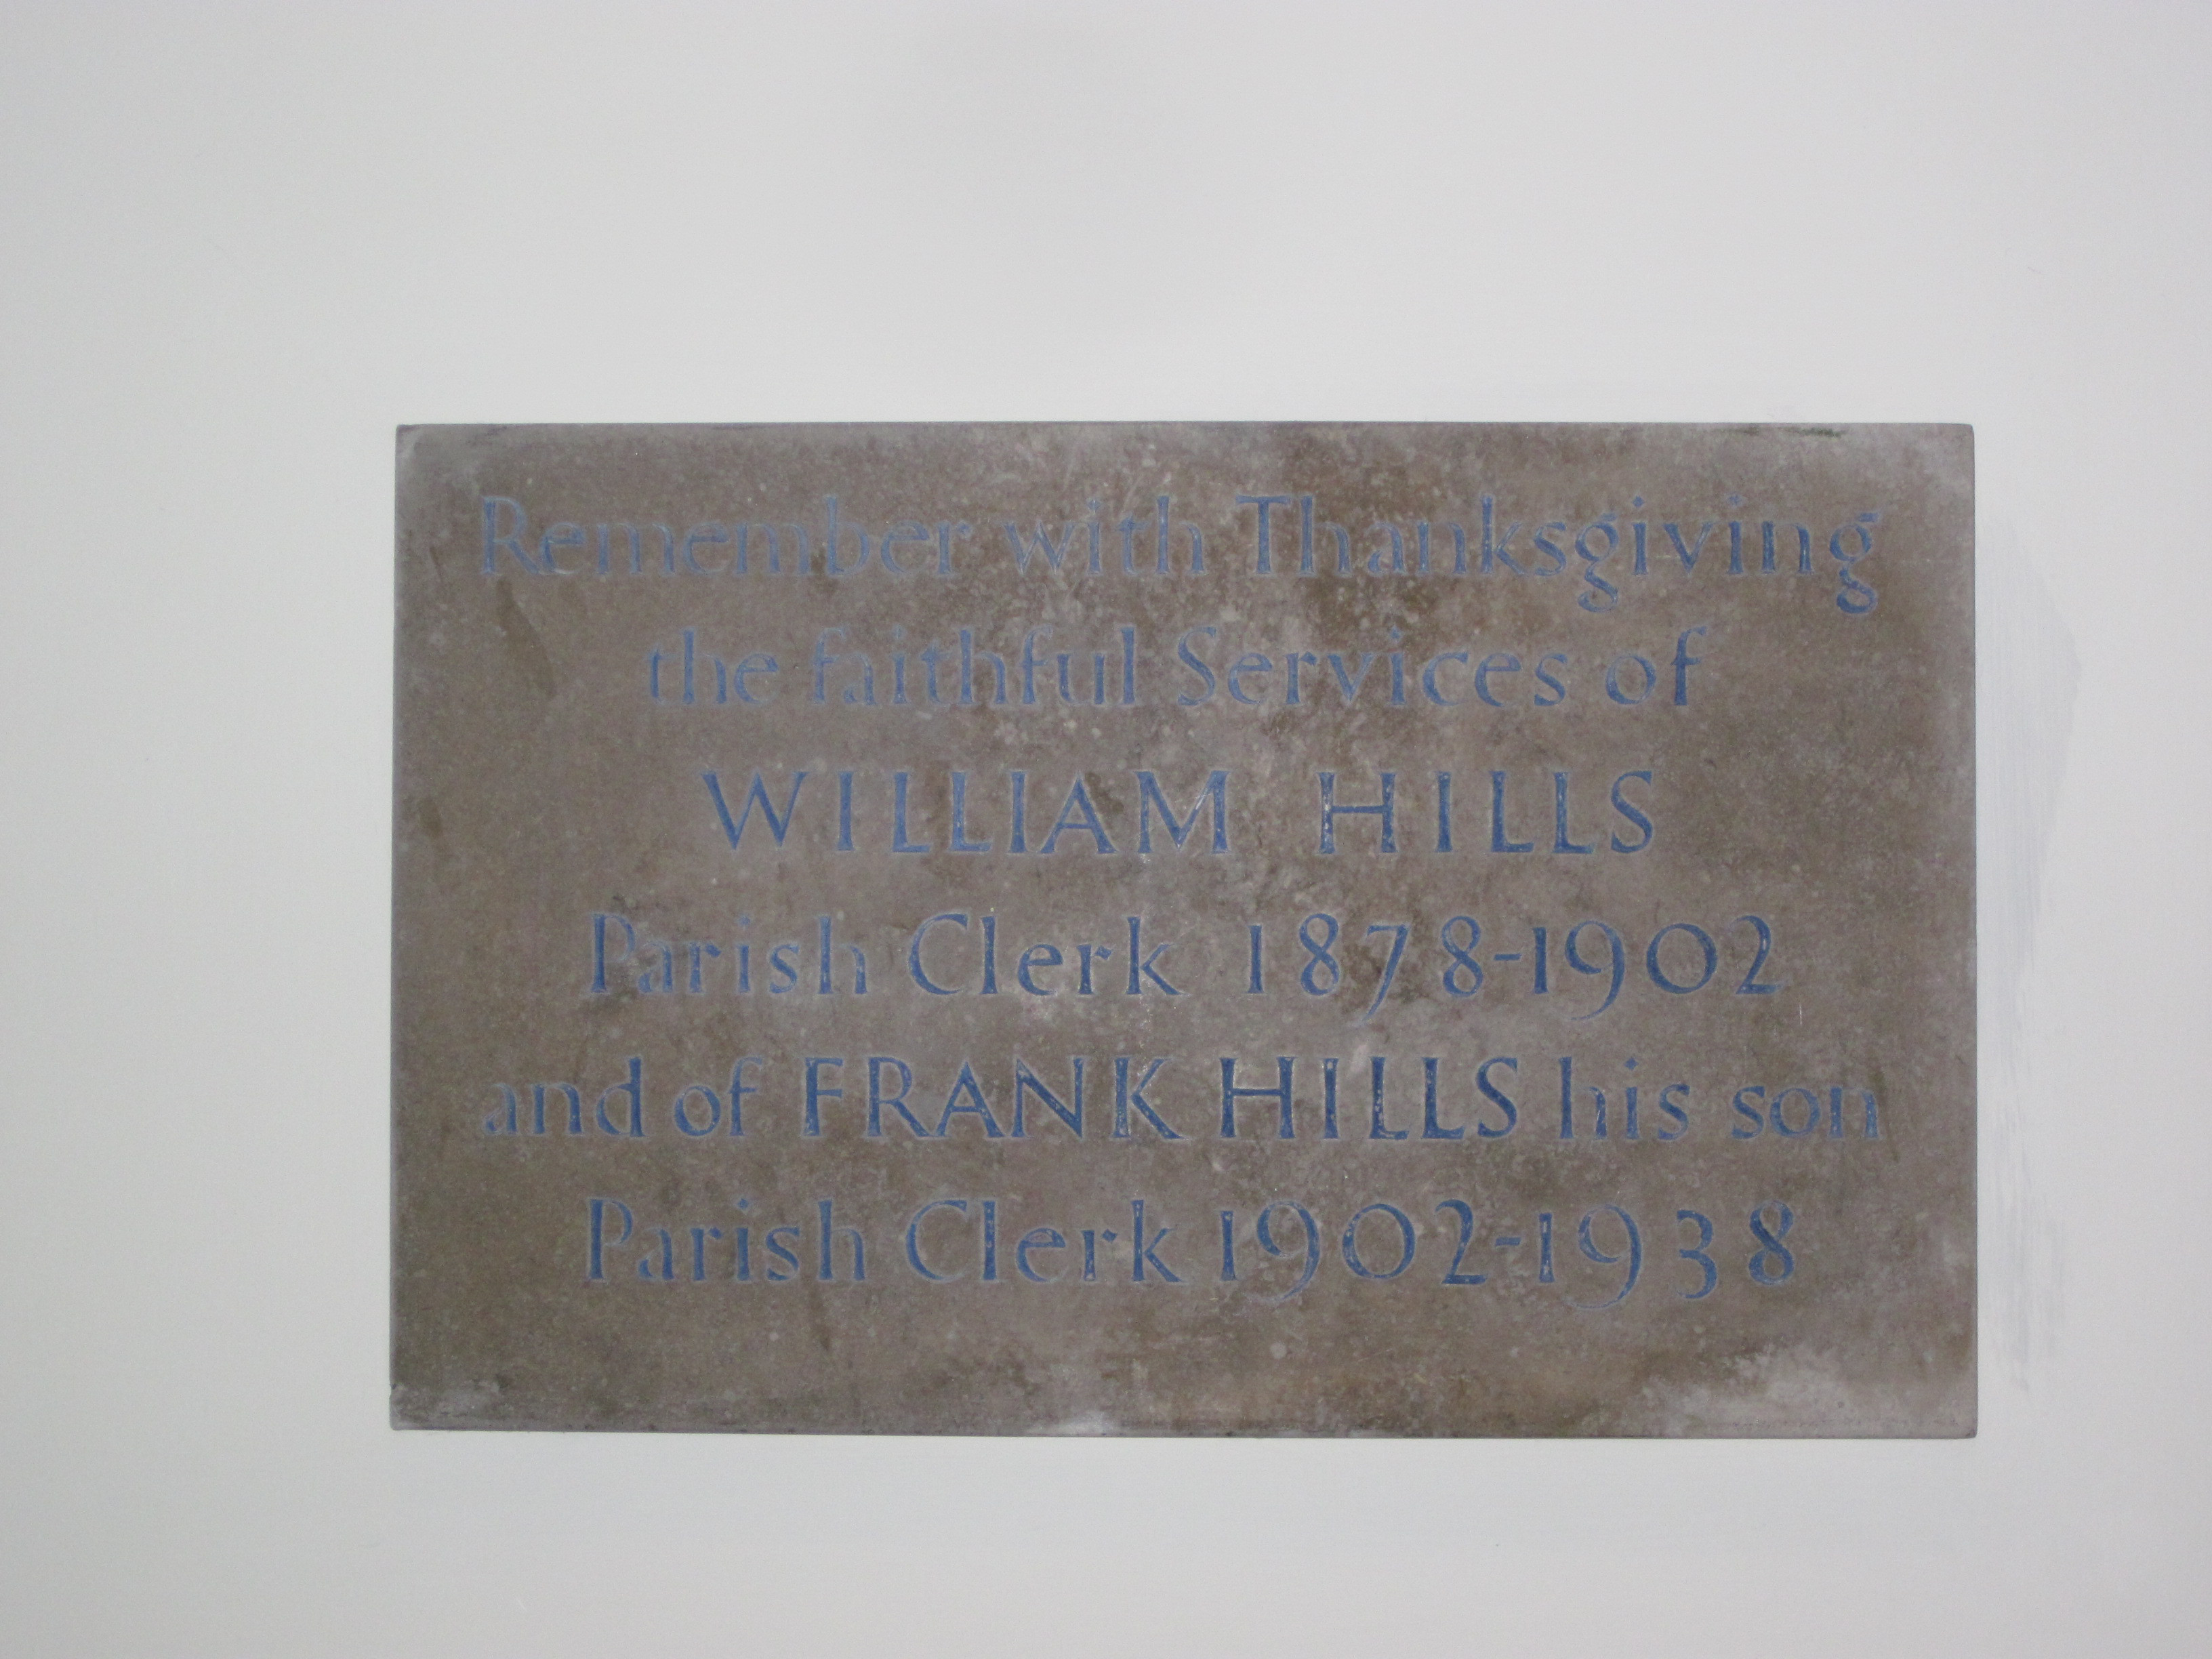 Remember with Thanksgiving
the faithful Services of
WILLIAM HILLS
Parish Clerk 1878-1902
and of FRANK HILLS his son
Parish Clerk 1902-1938